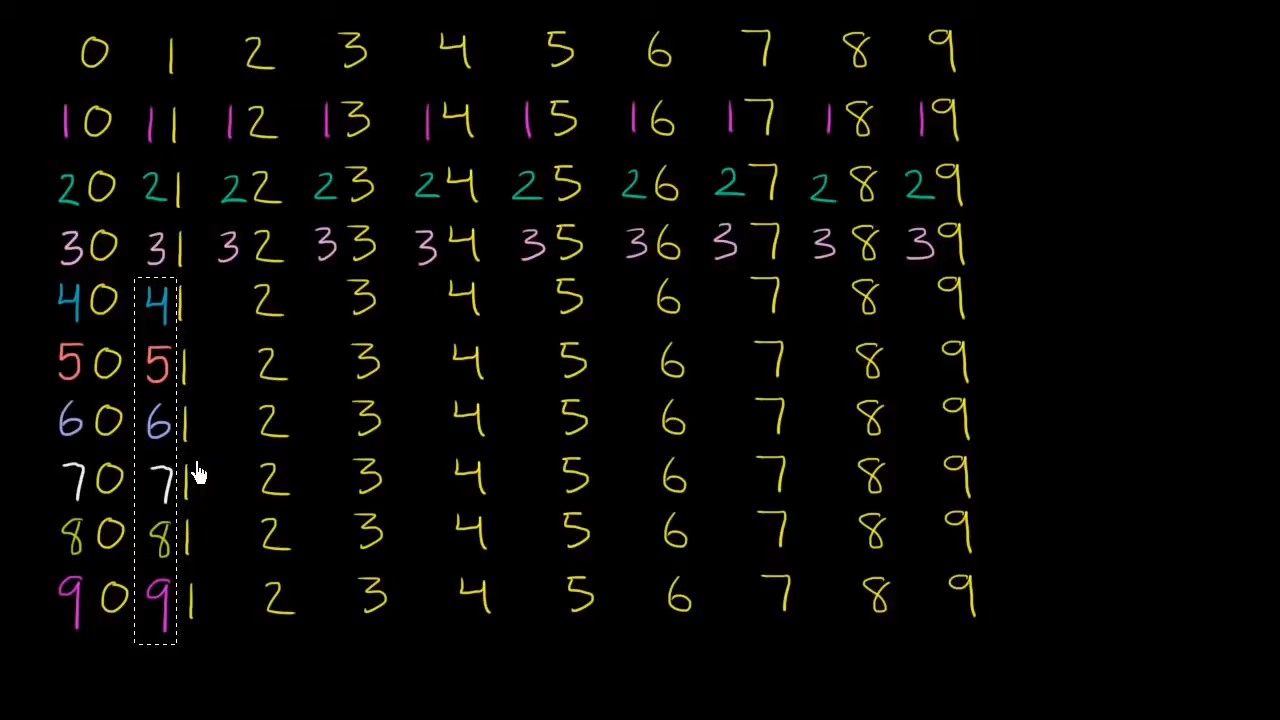 0 1 2 3 4 5 6 7 8 9
10 11 12 13 14 15 16 17 18 19
20 21 22 23 24 25 26 27 28 29
30 31 32 33 34 35 36 37 38 39
40 41 2 3 4 5 6 7 8 9
50 51 2 3 4 5 6 7 8 9
60 61 2 3 4 5 6 7 8 9
70 71 2 3 4 5 6 7 8 9
80 81 2 3 4 5 6 7 8 9
90 91 2 3 4 5 6 7 8 9